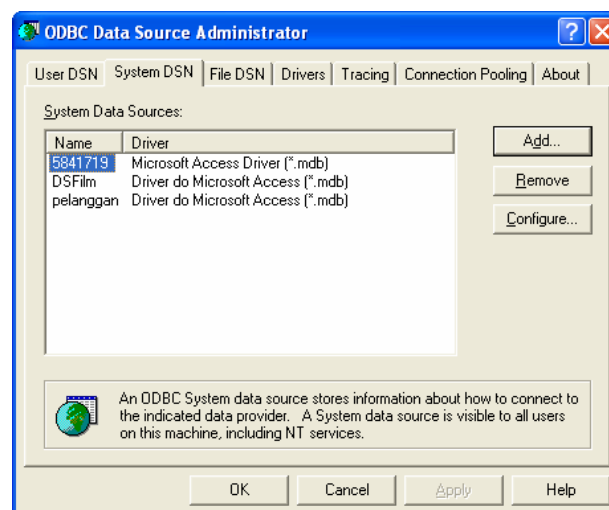 ODBC Data Source Administrator
User DSN System DSN File DSN Drivers Tracing Connection Pooling About
System Data Sources:
Name Driver
5841719 Microsoft Access Driver (*.mdb)
DSFilm Driver do Microsoft Access (*.mdb)
pelanggan Driver do Microsoft Access (*.mdb)
Add...
Remove
Configure...
An ODBC System data source stores information about how to connect to
the indicated data provider. A System data source is visible to all users
on this machine, including NT services.
OK Cancel Apply Help